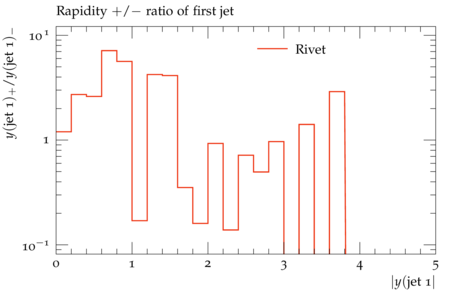 Rapidity +/− ratio of first jet
y(jet 1)₊/y(jet 1)₋
Rivet
10¹
1
10⁻¹
0 1 2 3 4 5
|y(jet 1|